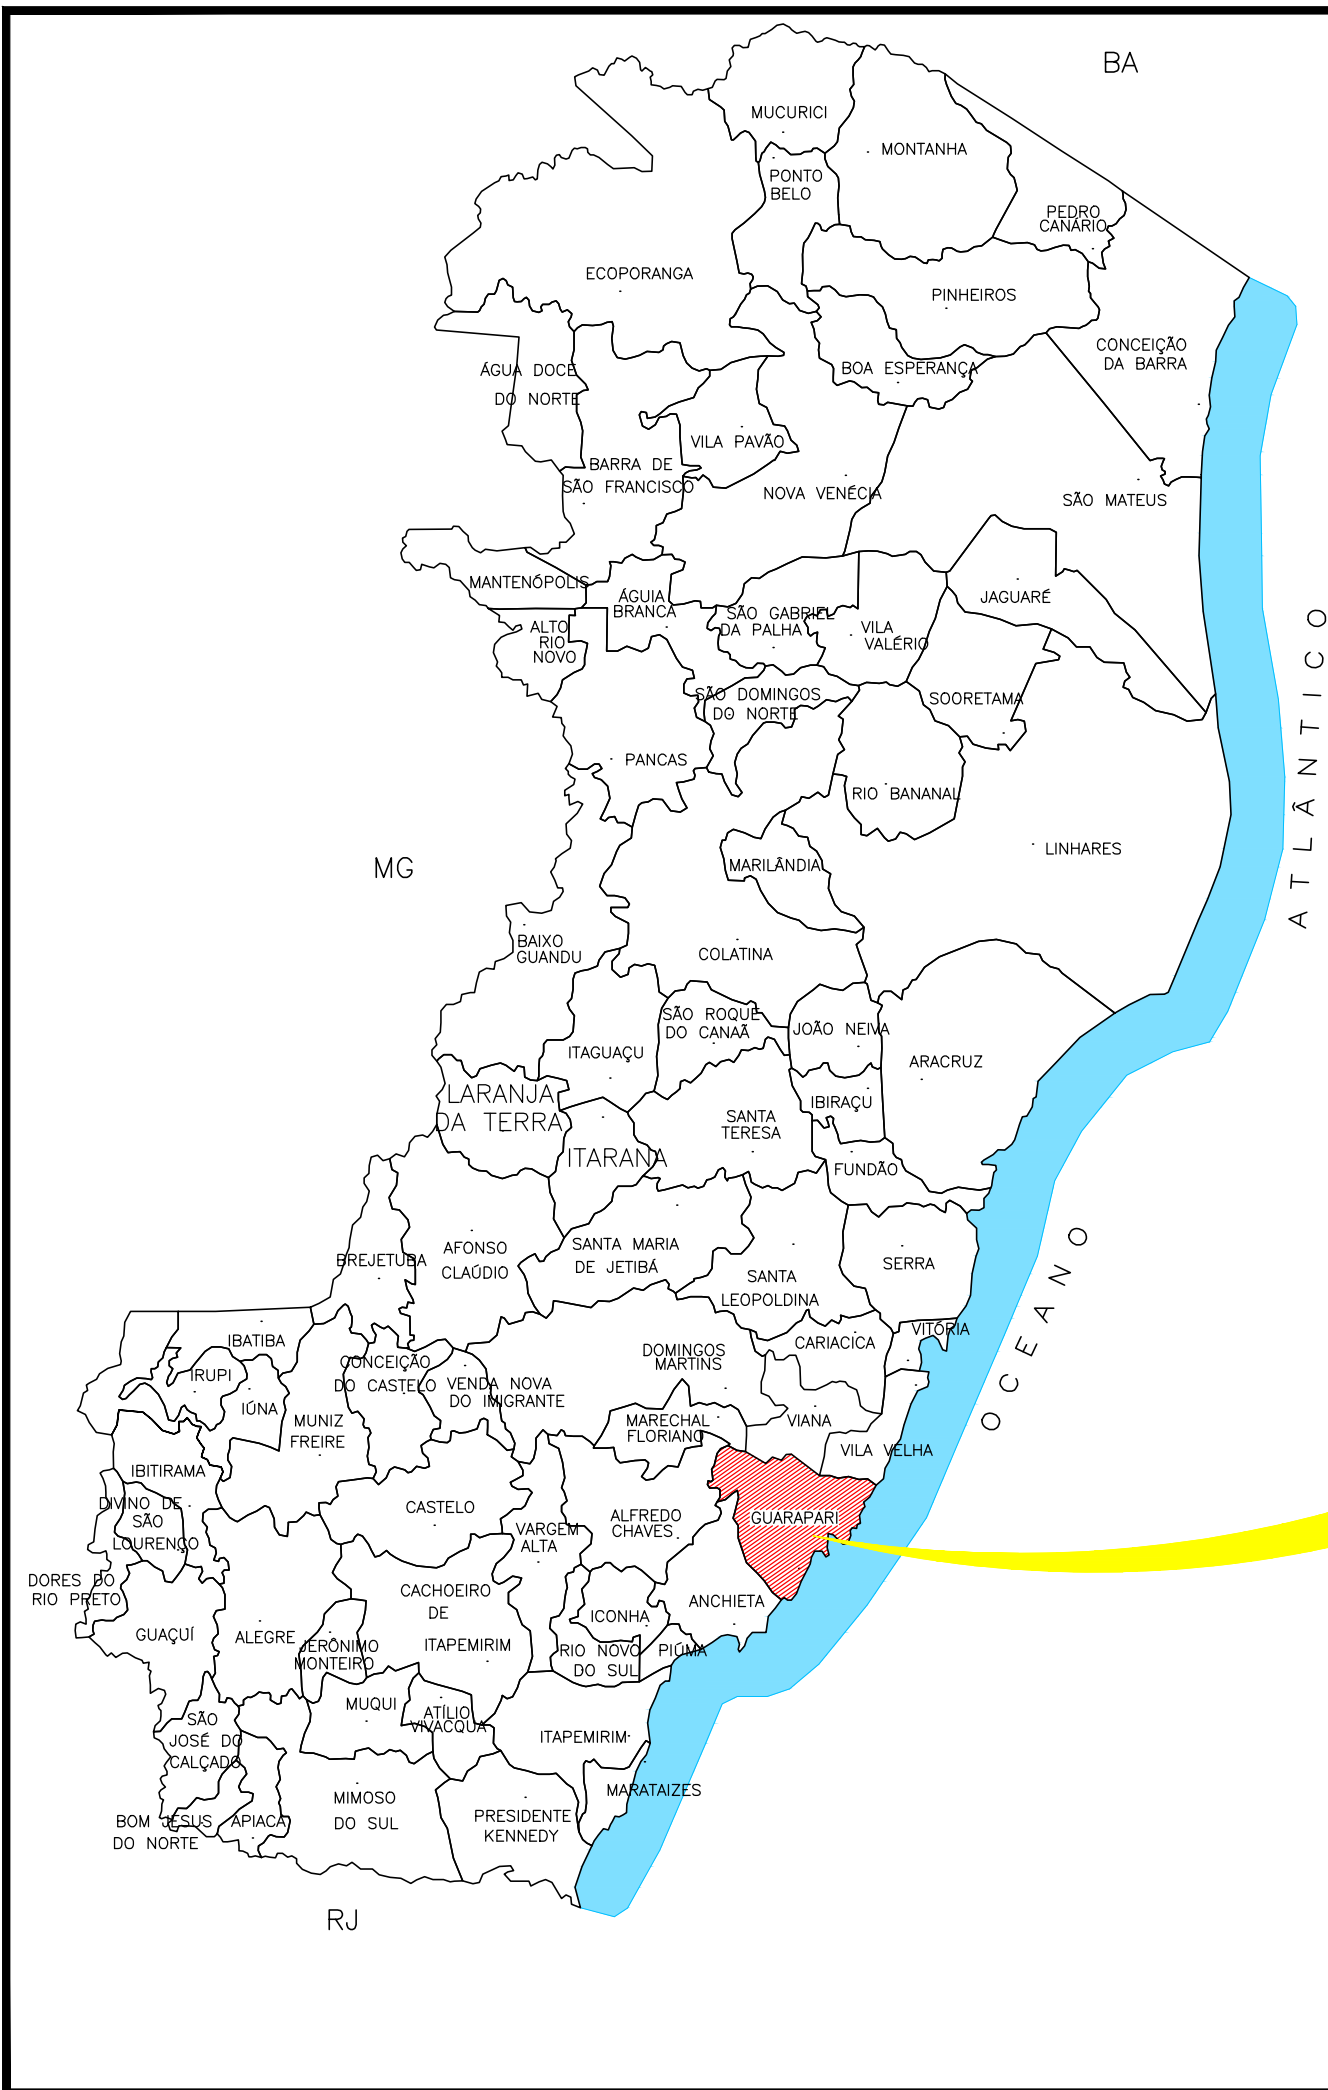 BA
MUCURICI
MONTANHA
PONTO
BELO
PEDRO
CANÁRIO
ECOPORANGA
PINHEIROS
CONCEIÇÃO
DA BARRA
ÁGUA DOCE
DO NORTE
BOA ESPERANÇA
VILA PAVÃO
BARRA DE
SÃO FRANCISCO
NOVA VENÉCIA
SÃO MATEUS
MANTENÓPOLIS
ÁGUIA
BRANCA
JAGUARÉ
SÃO GABRIEL
DA PALHA
VILA
VALÉRIO
ALTO
RIO
NOVO
SÃO DOMINGOS
DO NORTE
SOORETAMA
PANCAS
RIO BANANAL
LINHARES
MARILÂNDIA
MG
ATLÂNTICO
BAIXO
GUANDU
COLATINA
SÃO ROQUE
DO CANAÃ
JOÃO NEIVA
ITAGUAÇU
ARACRUZ
LARANJA
DA TERRA
IBIRAÇU
SANTA
TERESA
ITARANA
FUNDÃO
BREJETUBA
AFONSO
CLAÚDIO
SANTA MARIA
DE JETIBÁ
SANTA
LEOPOLDINA
SERRA
OCEANO
IBATIBA
VITÓRIA
CARIACICA
DOMINGOS
MARTINS
IRUPI
CONCEIÇÃO
DO CASTELO
VENDA NOVA
DO IMIGRANTE
IÚNA
MUNIZ
FREIRE
MARECHAL
FLORIANO
VIANA
VILA VELHA
IBITIRAMA
DIVINO DE
SÃO
LOURENÇO
CASTELO
VARGEM
ALTA
ALFREDO
CHAVES
GUARAPARI
DORES DO
RIO PRETO
GUAÇUÍ
ALEGRE
JERÔNIMO
MONTEIRO
CACHOEIRO
DE
ITAPEMIRIM
ICONHA
ANCHIETA
RIO NOVO
DO SUL
PIÚMA
SÃO
JOSÉ DO
CALÇADO
MUQUI
ATÍLIO
VIVACQUA
ITAPEMIRIM
MARATAIZES
BOM JESUS
DO NORTE
APIACÁ
MIMOSO
DO SUL
PRESIDENTE
KENNEDY
RJ